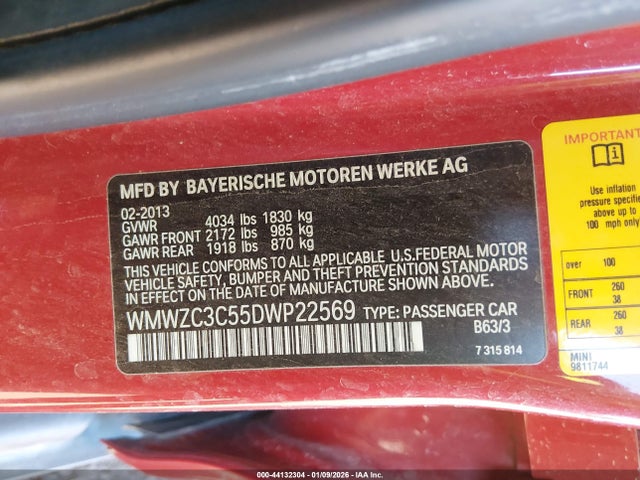 MFD BY BAYERISCHE MOTOREN WERKE AG
02-2013
GVWR 4034 lbs 1830 kg
GAWR FRONT 2172 lbs 985 kg
GAWR REAR 1918 lbs 870 kg
THIS VEHICLE CONFORMS TO ALL APPLICABLE U.S.FEDERAL MOTOR
VEHICLE SAFETY, BUMPER AND THEFT PREVENTION STANDARDS
IN EFFECT ON THE DATE OF MANUFACTURE SHOWN ABOVE.
WMWZC3C55DWP22569 TYPE: PASSENGER CAR
B63/3
7 315 814
IMPORTANT
Use inflation
pressure specifie
up to
100 mph only
over 100
FRONT 260
38
REAR 260
38
MINI
9811744
000-44132304 | 01/09/2026 - IAA Inc. |